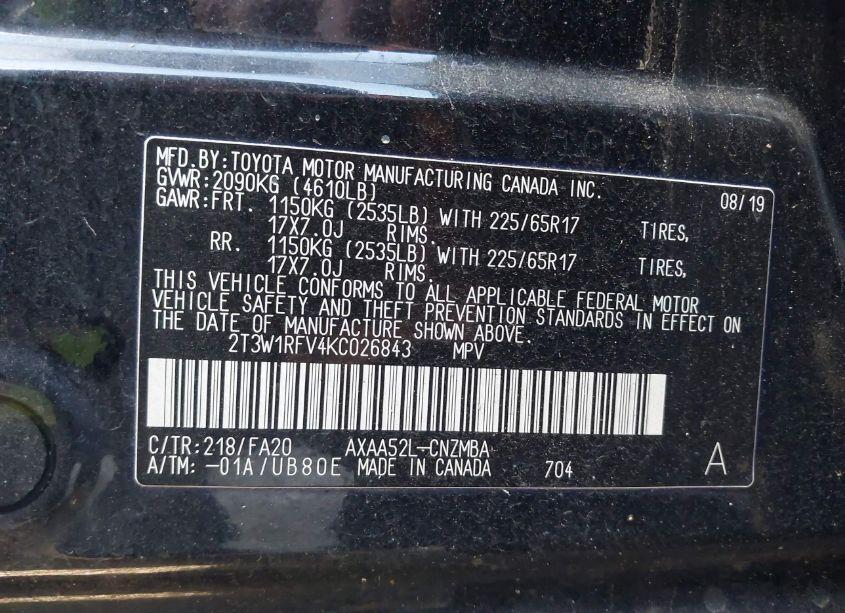 MFD.BY:TOYOTA MOTOR MANUFACTURING CANADA INC.
GVWR:2090KG (4610LB) 08/19
GAWR:FRT. 1150KG (2535LB) WITH 225/65R17 TIRES,
17X7.0J RIMS.
RR. 1150KG (2535LB) WITH 225/65R17 TIRES,
17X7.0J RIMS.
THIS VEHICLE CONFORMS TO ALL APPLICABLE FEDERAL MOTOR
VEHICLE SAFETY AND THEFT PREVENTION STANDARDS IN EFFECT ON
THE DATE OF MANUFACTURE SHOWN ABOVE.
2T3W1RFV4KC026843 MPV
C/TR:218/FA20 AXAA52L-CNZMBA
A/TM: -01A/UB80E MADE IN CANADA 704 A